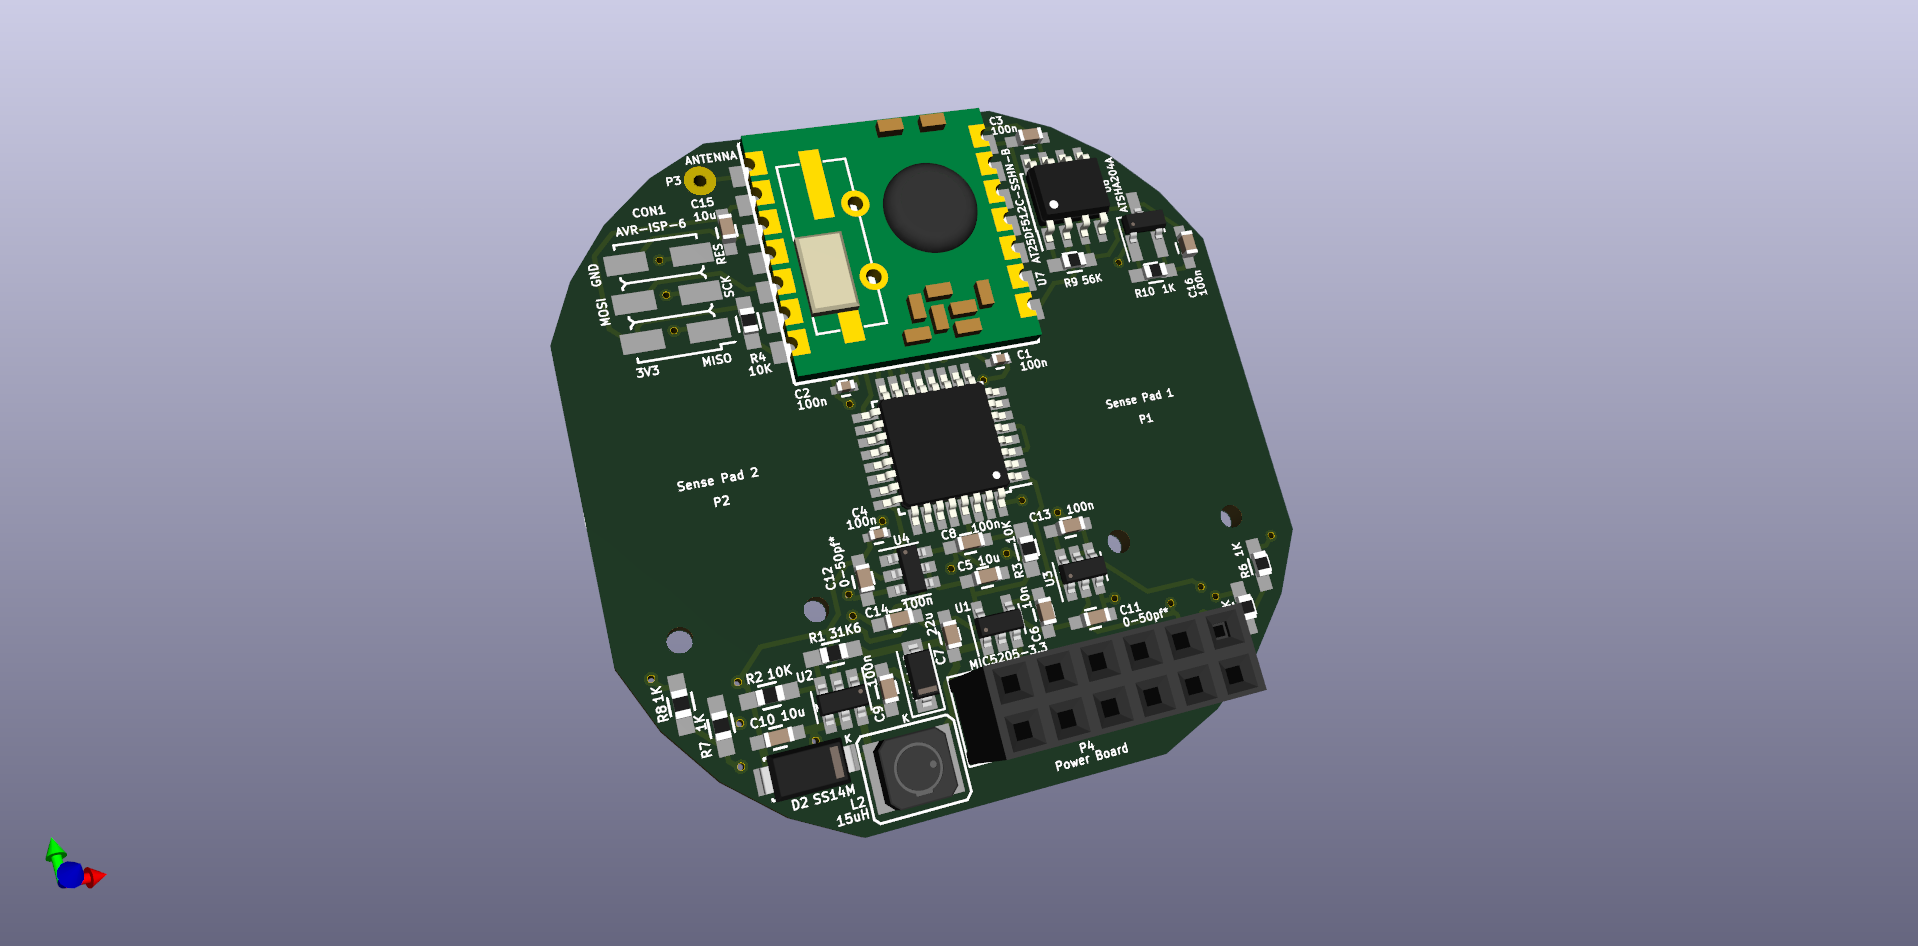 C3
100n
ANTENNA
P3
C15
10u
CON1
AVR-ISP-6
RES
GND
SCK
MOSI
MISO
3V3
R4
10K
AT25DF512C-SSHN-B
U7
ATSHA204A
R9 56K
R10 1K
C16
100n
C1
100n
C2
100n
Sense Pad 1
P1
Sense Pad 2
P2
C4
100n
U4
C8 100n
C5 10u
10K
R3
C13 100n
U3
C12
0-50pf*
C14 100n
U1
10n
C6
C11
0-50pf*
R6 1K
K
22u
C7
MIC5205-3.3
R1 31K6
R2 10K
U2
100n
C9
K
C10 10u
K
R8 1K
R7 1K
D2 SS14M
L2
15uH
P4
Power Board